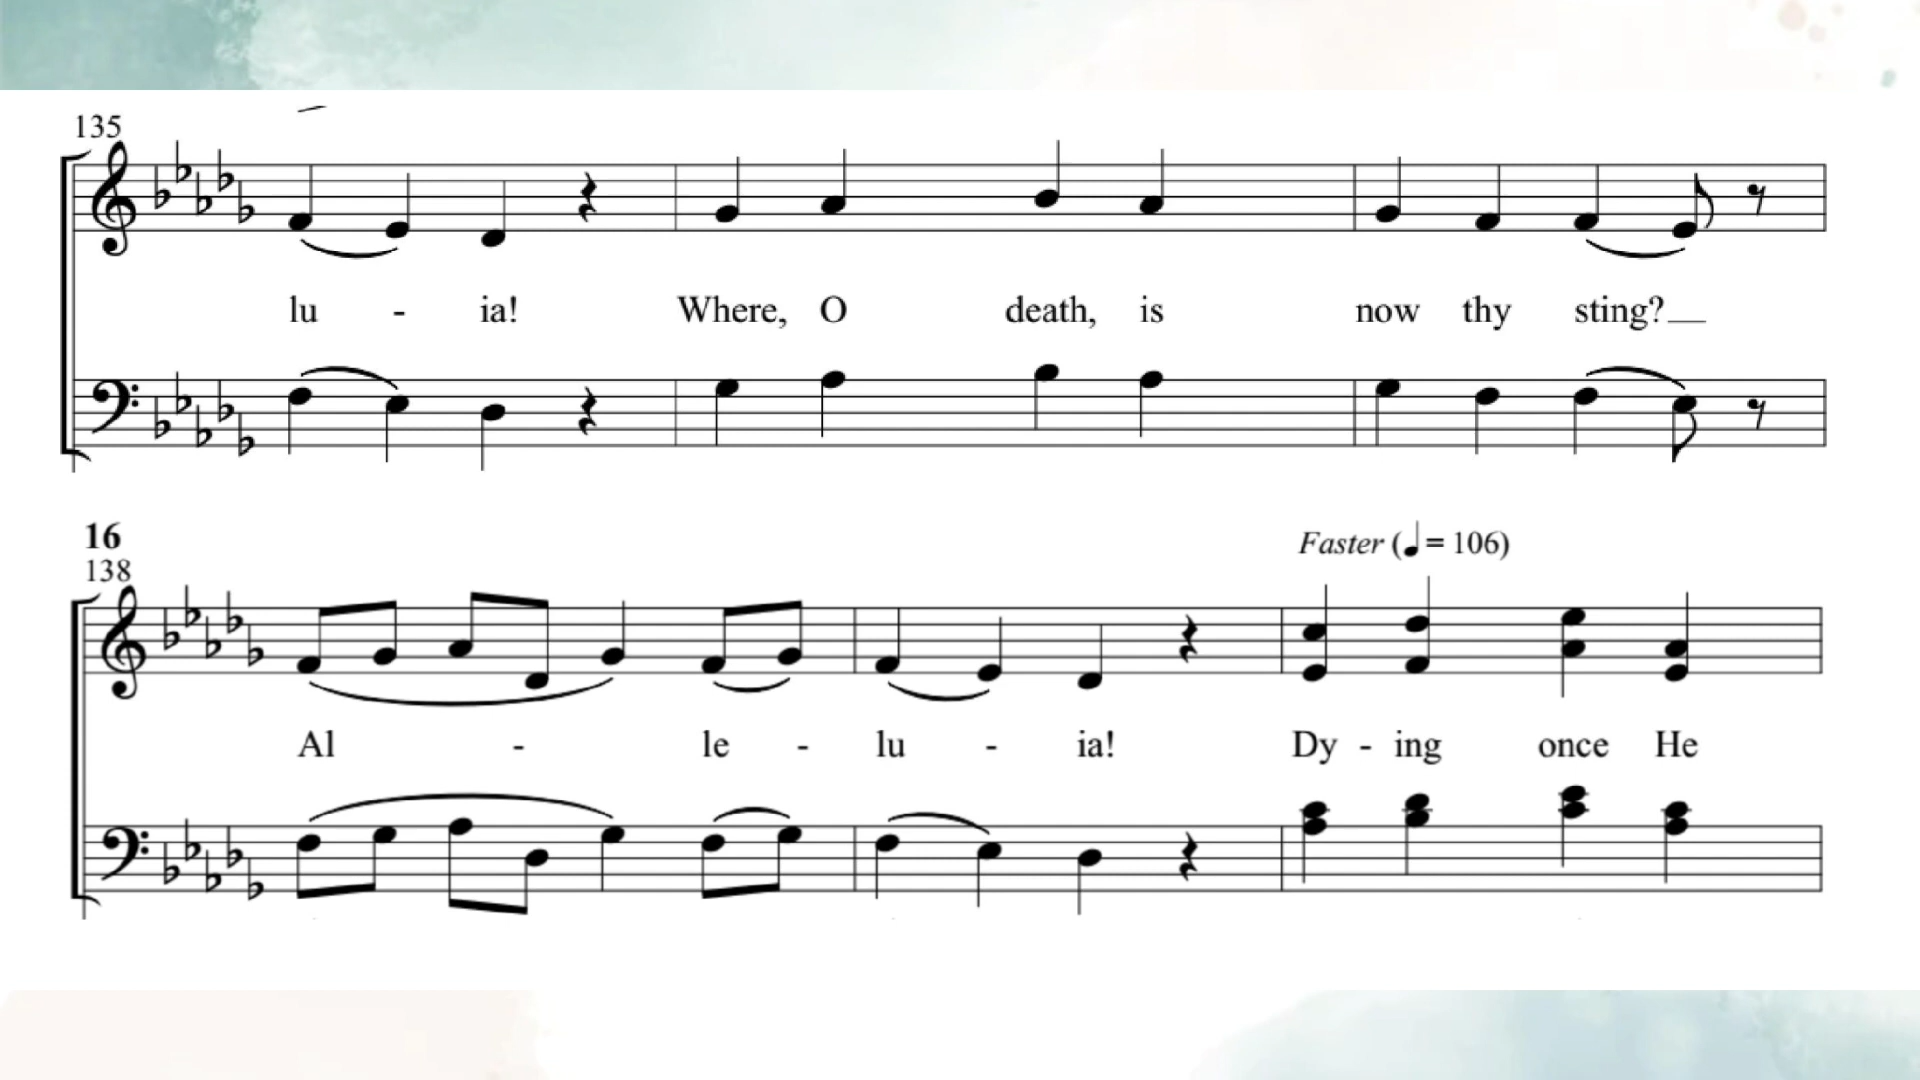 135
lu - ia! Where, O death, is now thy sting?
16
138
Faster (♩= 106)
Al - le - lu - ia! Dy - ing once He